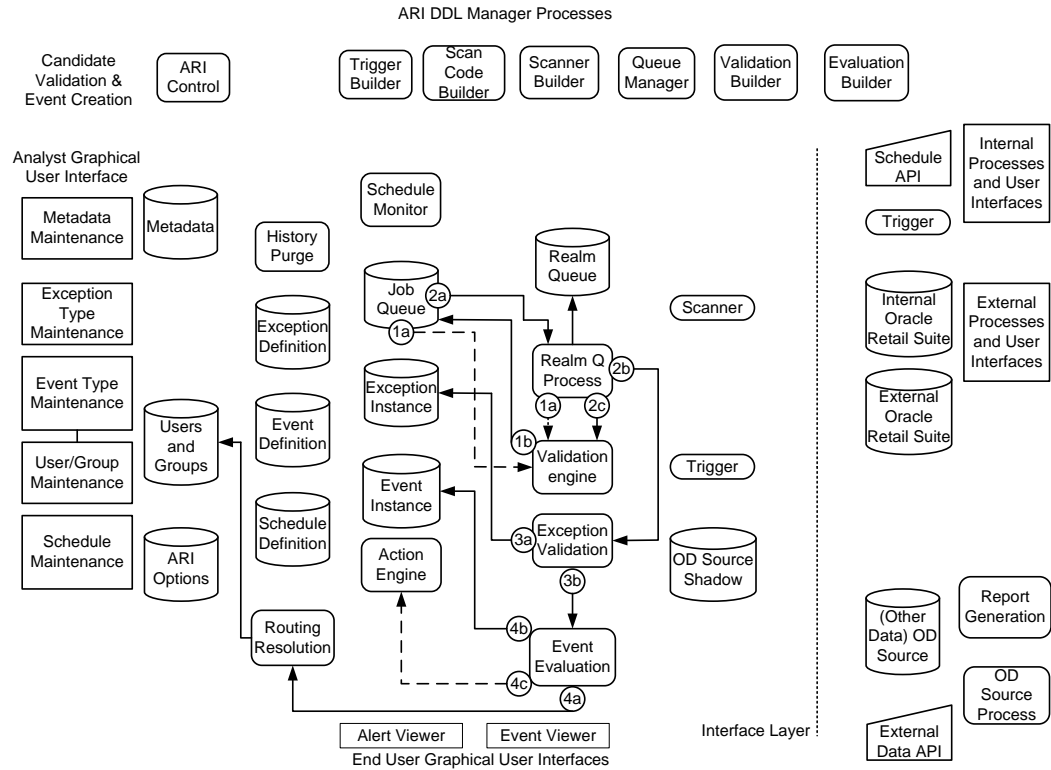 ARI DDL Manager Processes
Candidate
Validation &
Event Creation
ARI
Control
Trigger
Builder
Scan
Code
Builder
Scanner
Builder
Queue
Manager
Validation
Builder
Evaluation
Builder
Analyst Graphical
User Interface
Metadata
Maintenance
Metadata
Exception
Type
Maintenance
Event Type
Maintenance
User/Group
Maintenance
Schedule
Maintenance
Users
and
Groups
ARI
Options
History
Purge
Exception
Definition
Event
Definition
Schedule
Definition
Routing
Resolution
Schedule
Monitor
Job
Queue
2a
1a
Exception
Instance
Event
Instance
Action
Engine
Realm
Queue
Realm Q
Process
2b
1a
2c
1b
Validation
engine
3a
Exception
Validation
3b
4b
Event
Evaluation
4c
4a
Scanner
Trigger
OD Source
Shadow
Alert Viewer
Event Viewer
End User Graphical User Interfaces
Interface Layer
Schedule
API
Internal
Processes
and User
Interfaces
Trigger
Internal
Oracle
Retail Suite
External
Processes
and User
Interfaces
External
Oracle
Retail Suite
(Other
Data) OD
Source
Report
Generation
OD
Source
Process
External
Data API